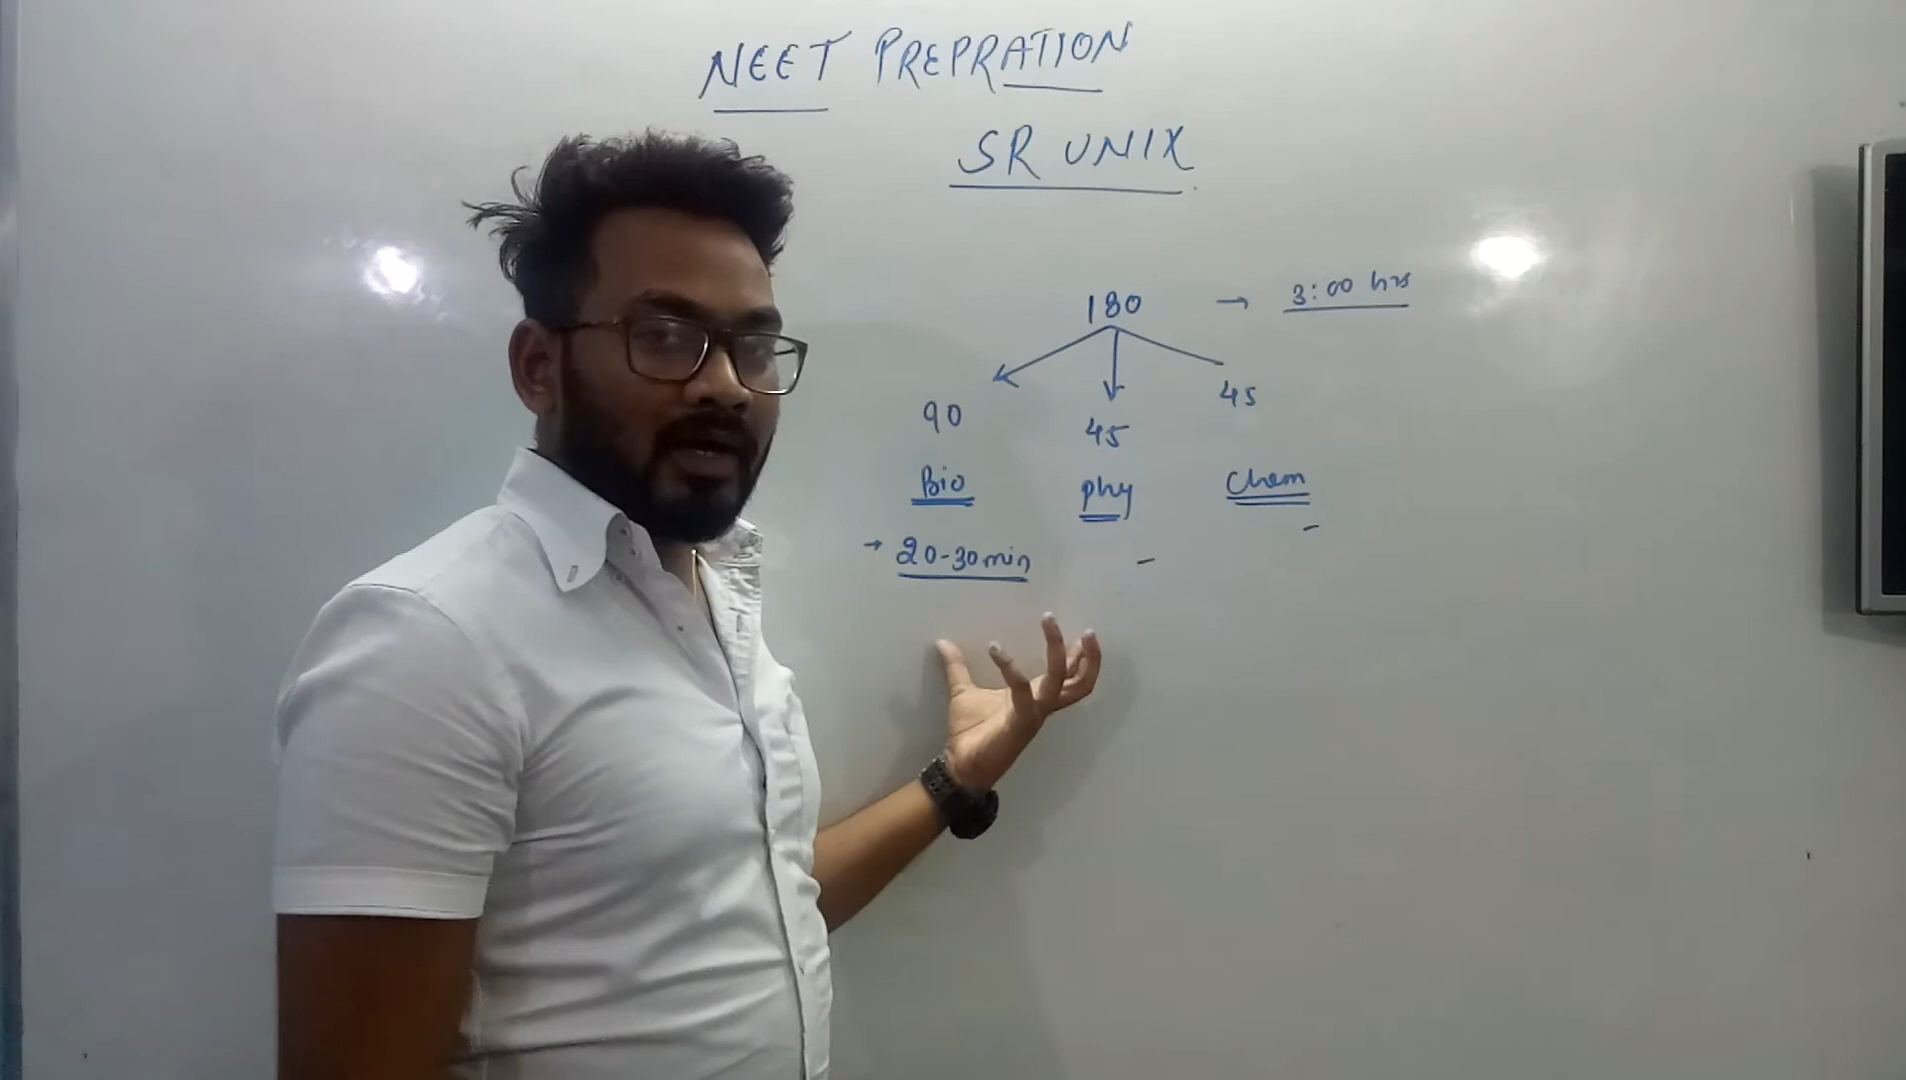 NEET PREPRATION
SR UNIX
180 → 3:00 hrs
90 45 45
Bio Phy Chem
→ 20-30 min - -